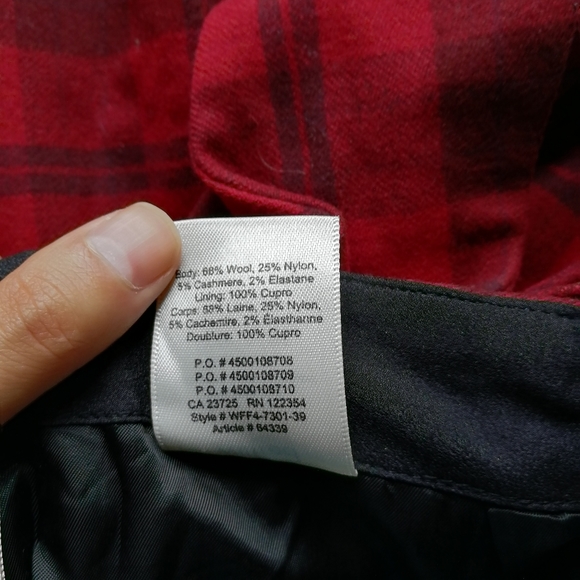 Body: 68% Wool, 25% Nylon,
5% Cashmere, 2% Elastane
Lining: 100% Cupro
Corps: 68% Laine, 25% Nylon,
5% Cachemire, 2% Élasthanne
Doublure: 100% Cupro
P.O. # 4500108708
P.O. # 4500108709
P.O. # 4500108710
CA 23725 RN 122354
Style # WFF4-7301-39
Article # 64339